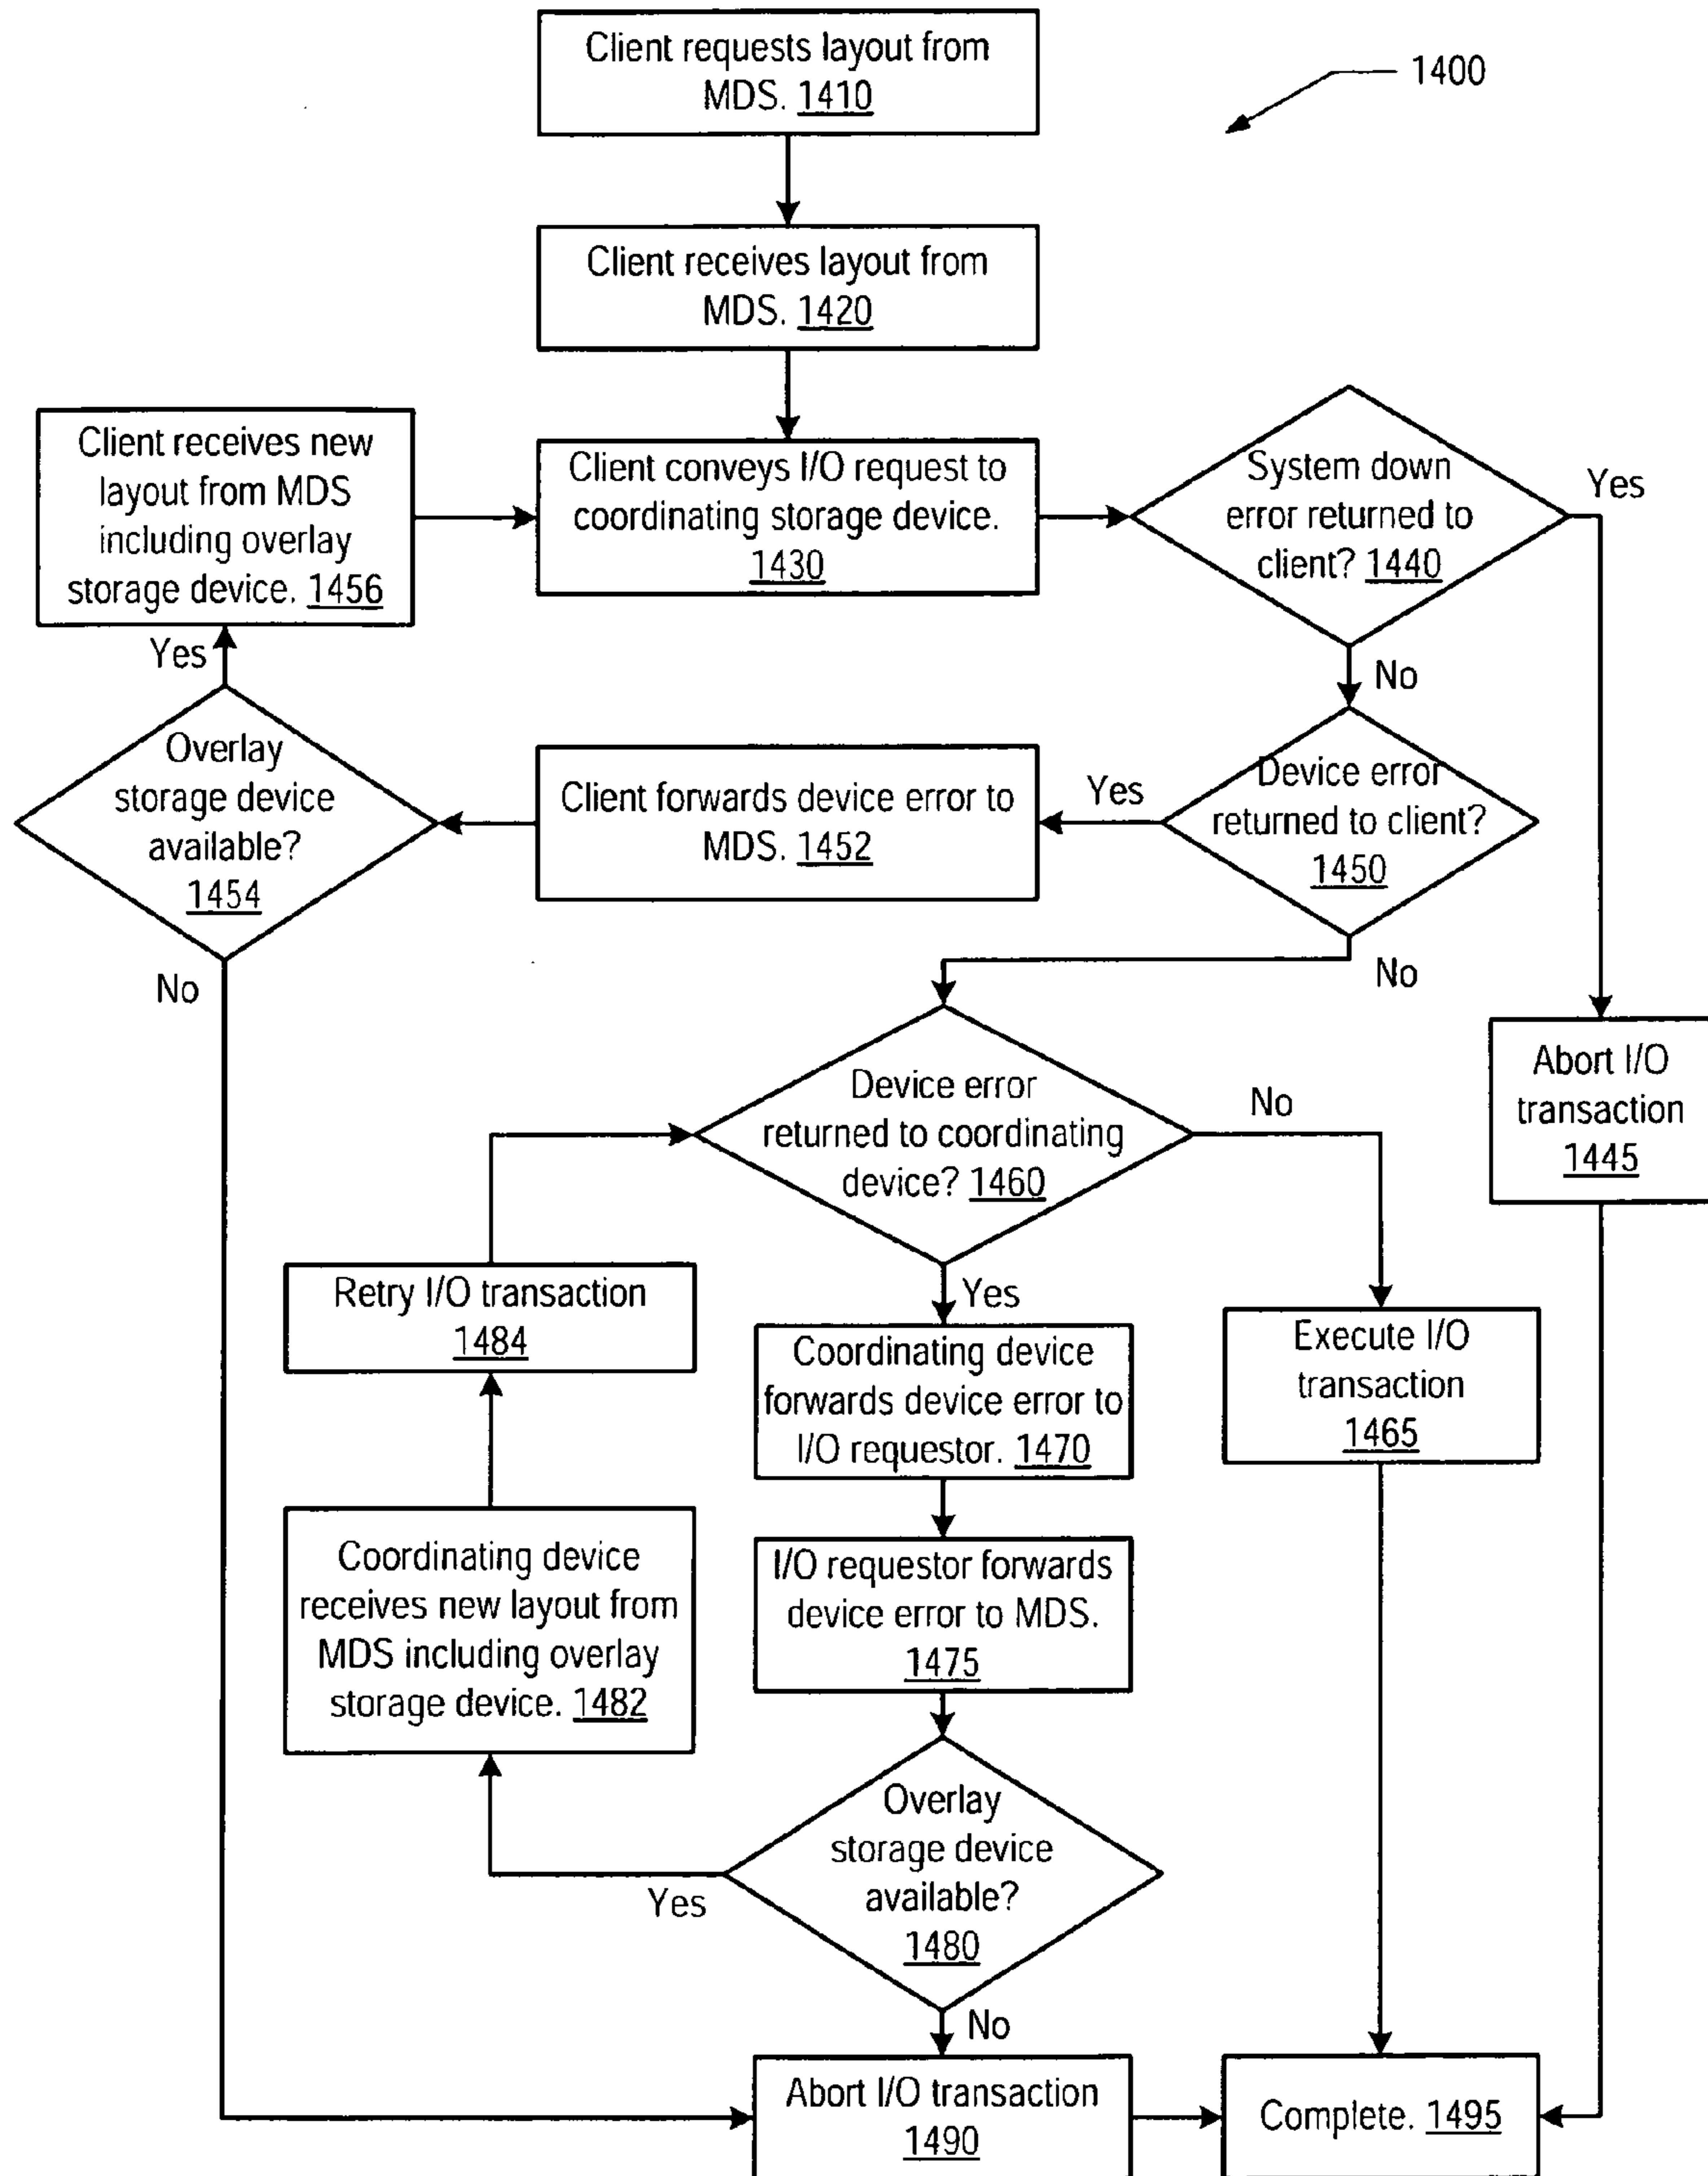 Client requests layout from
MDS. 1410
1400
Client receives layout from
MDS. 1420
Client receives new
layout from MDS
including overlay
storage device. 1456
Client conveys I/O request to
coordinating storage device.
1430
System down
error returned to
client? 1440
Yes
Yes
No
Overlay
storage device
available?
1454
Client forwards device error to
MDS. 1452
Yes
Device error
returned to client?
1450
No
No
Device error
returned to coordinating
device? 1460
No
Abort I/O
transaction
1445
Retry I/O transaction
1484
Yes
Coordinating device
forwards device error to
I/O requestor. 1470
Execute I/O
transaction
1465
Coordinating device
receives new layout from
MDS including overlay
storage device. 1482
I/O requestor forwards
device error to MDS.
1475
Overlay
storage device
available?
1480
Yes
No
Abort I/O transaction
1490
Complete. 1495